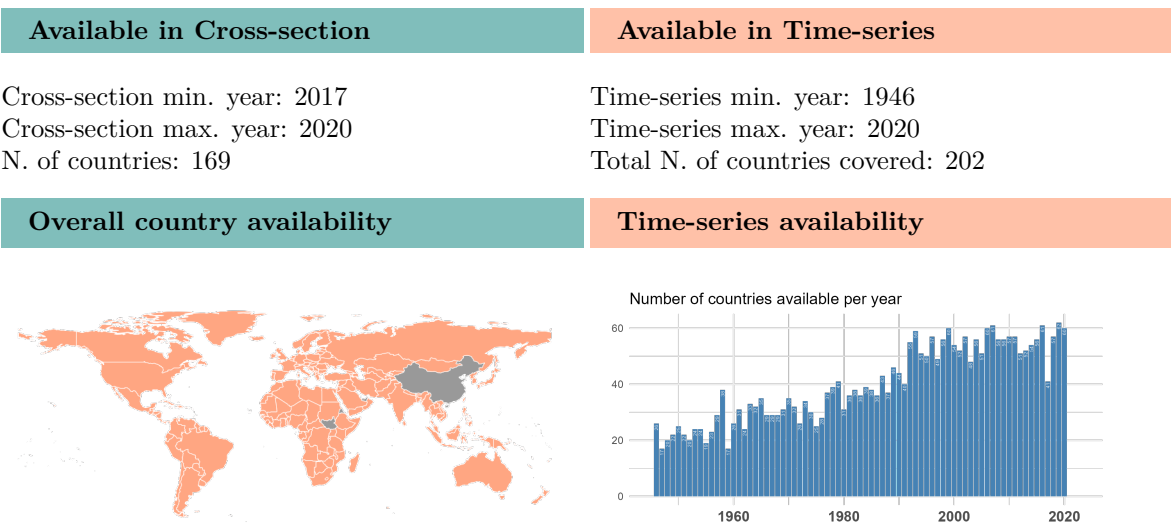 Available in Cross-section
Available in Time-series
Cross-section min. year: 2017
Cross-section max. year: 2020
N. of countries: 169
Time-series min. year: 1946
Time-series max. year: 2020
Total N. of countries covered: 202
Overall country availability
Time-series availability
Number of countries available per year
60
40
20
0
1960 1980 2000 2020